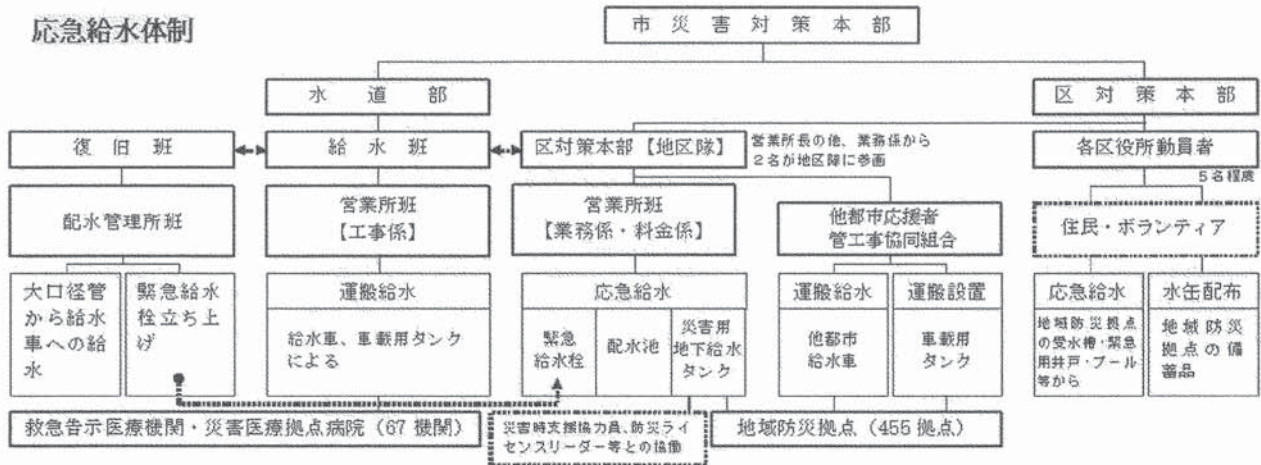 応急給水体制
市災害対策本部
水道部
区対策本部
復旧班
給水班
区対策本部【地区隊】
営業所長の他、業務係から
２名が地区隊に参画
各区役所動員者
５名程度
配水管理所班
営業所班
【工事係】
営業所班
【業務係・料金係】
他都市応援者
管工事協同組合
住民・ボランティア
大口径管
から給水
車への給
水
緊急給水
栓立ち上
げ
運搬給水
給水車、車載用タンク
による
応急給水
緊急
給水栓
配水池
災害用
地下給水
タンク
運搬給水
他都市
給水車
運搬設置
車載用
タンク
応急給水
地域防災拠点
の受水槽・緊急
用井戸・プール
等から
水缶配布
地域防災
拠点の備
蓄品
救急告示医療機関・災害医療拠点病院（67 機関）
災害時支援協力員、防災ライ
センスリーダー等との協働
地域防災拠点（455 拠点）